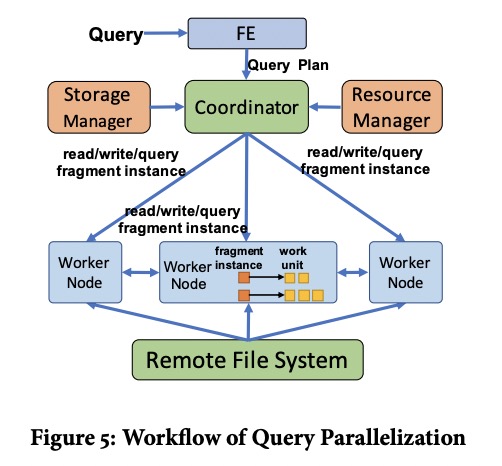 Query
FE
Query Plan
Storage
Manager
Coordinator
Resource
Manager
read/write/query
fragment instance
read/write/query
fragment instance
read/write/query
fragment instance
Worker
Node
Worker
Node
fragment
instance
work
unit
Worker
Node
Remote File System
Figure 5: Workflow of Query Parallelization